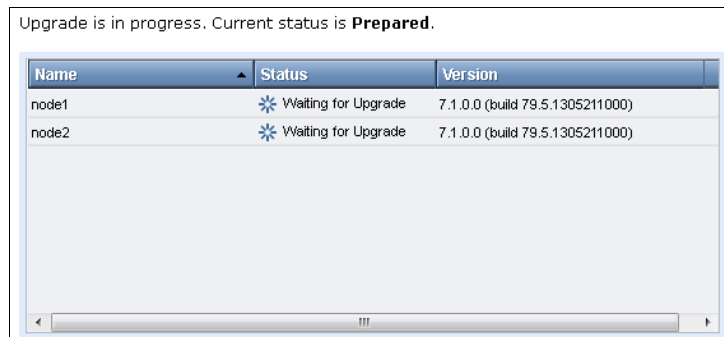 Upgrade is in progress. Current status is Prepared.
Name Status Version
node1 Waiting for Upgrade 7.1.0.0 (build 79.5.1305211000)
node2 Waiting for Upgrade 7.1.0.0 (build 79.5.1305211000)